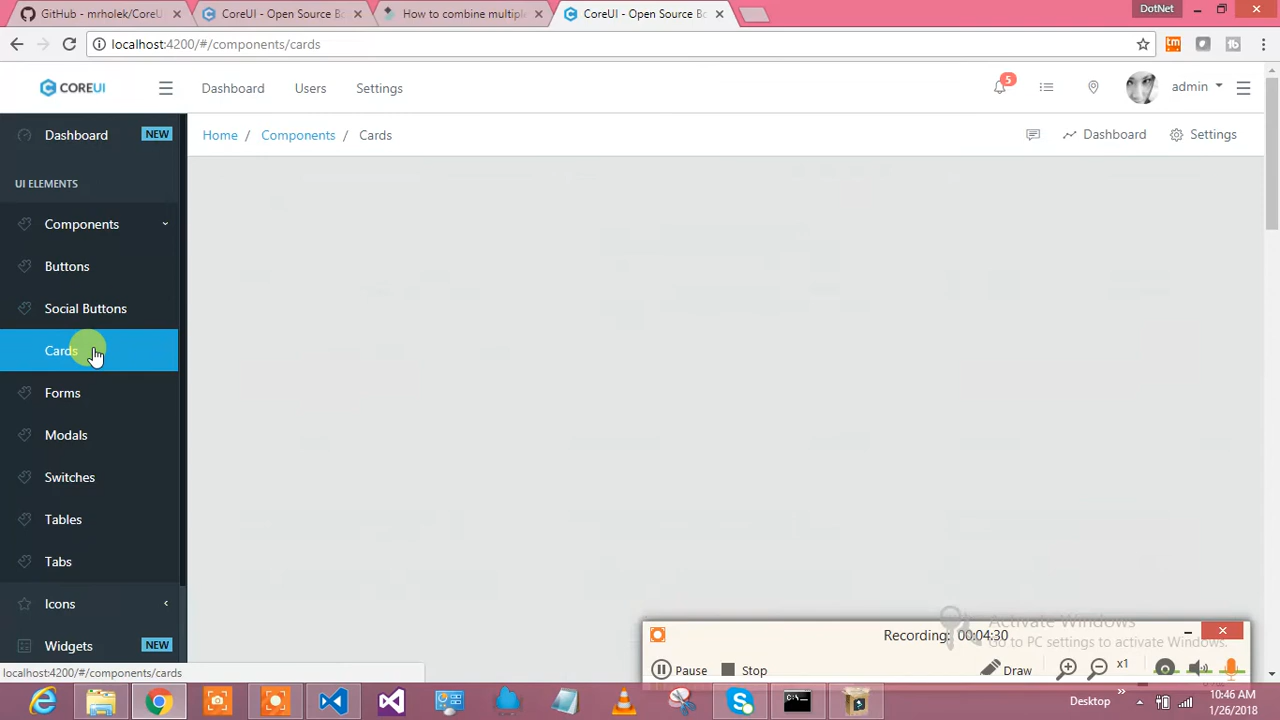 GitHub - mrholek/CoreU
CoreUI - Open Source Bo
How to combine multiple
CoreUI - Open Source Bo
DotNet
localhost:4200/#/components/cards
COREUI
Dashboard
Users
Settings
5
admin
Dashboard
NEW
Home / Components / Cards
Dashboard
Settings
UI ELEMENTS
Components
Buttons
Social Buttons
Cards
Forms
Modals
Switches
Tables
Tabs
Icons
Widgets
NEW
Activate Windows
Go to PC settings to activate Windows.
Recording: 00:04:30
Pause
Stop
Draw
x1
localhost:4200/#/components/cards
Desktop
10:46 AM
1/26/2018